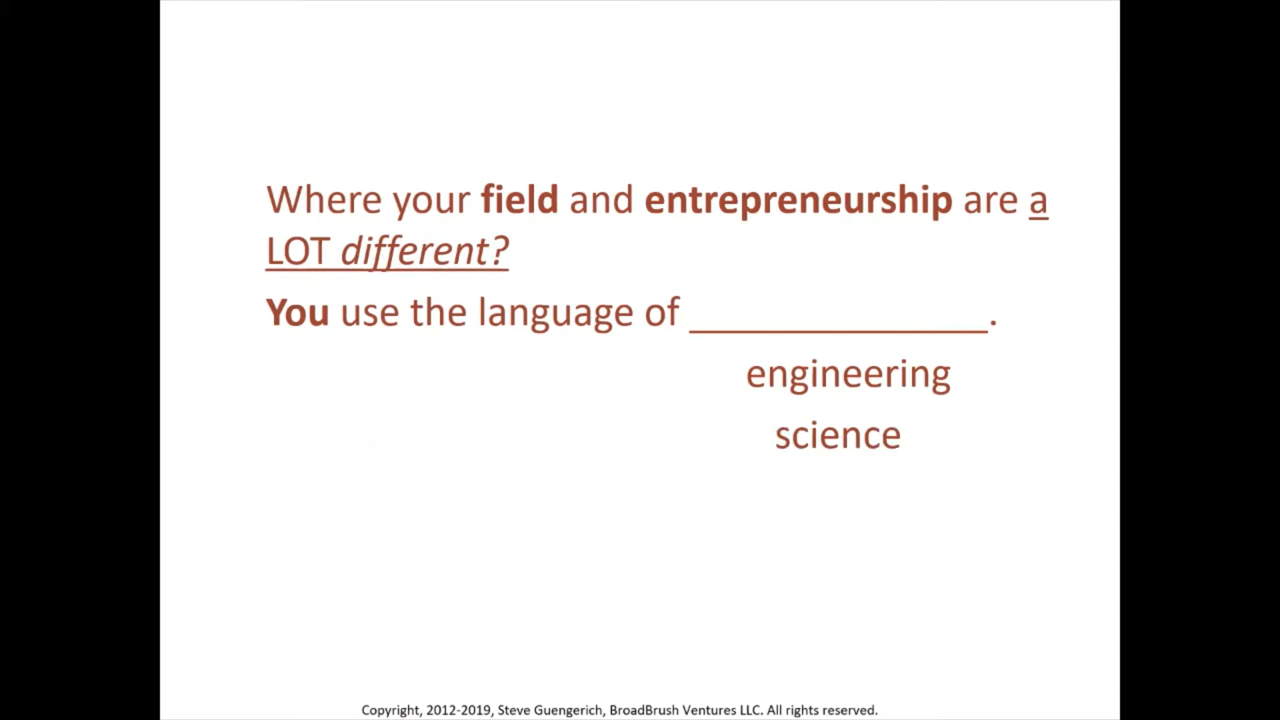 Where your field and entrepreneurship are a
LOT different?
You use the language of ______________.
engineering
science
Copyright, 2012-2019, Steve Guengerich, BroadBrush Ventures LLC. All rights reserved.